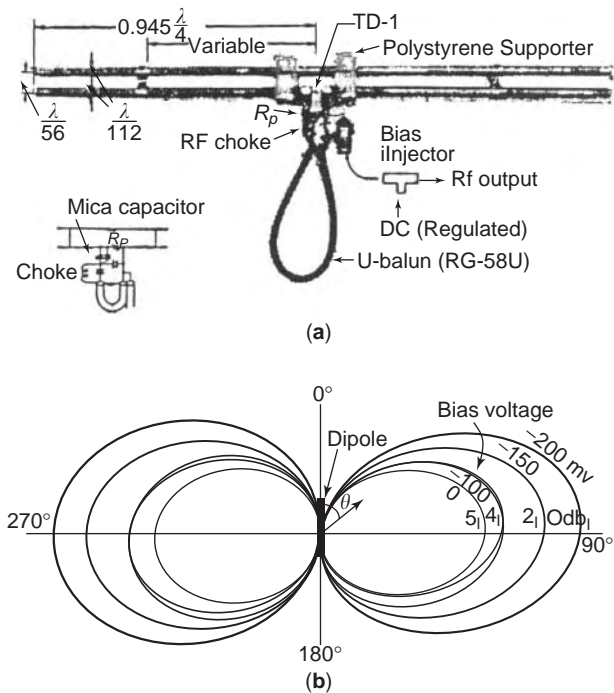 0.945 λ/4
TD-1
Variable
Polystyrene Supporter
λ/56
λ/112
Rp
RF choke
Bias
iInjector
Rf output
DC (Regulated)
U-balun (RG-58U)
Mica capacitor
RP
Choke
(a)
0°
Dipole
Bias voltage
-200 mv
-150
-100
0
θ
270°
5 4 2 Odb
90°
180°
(b)